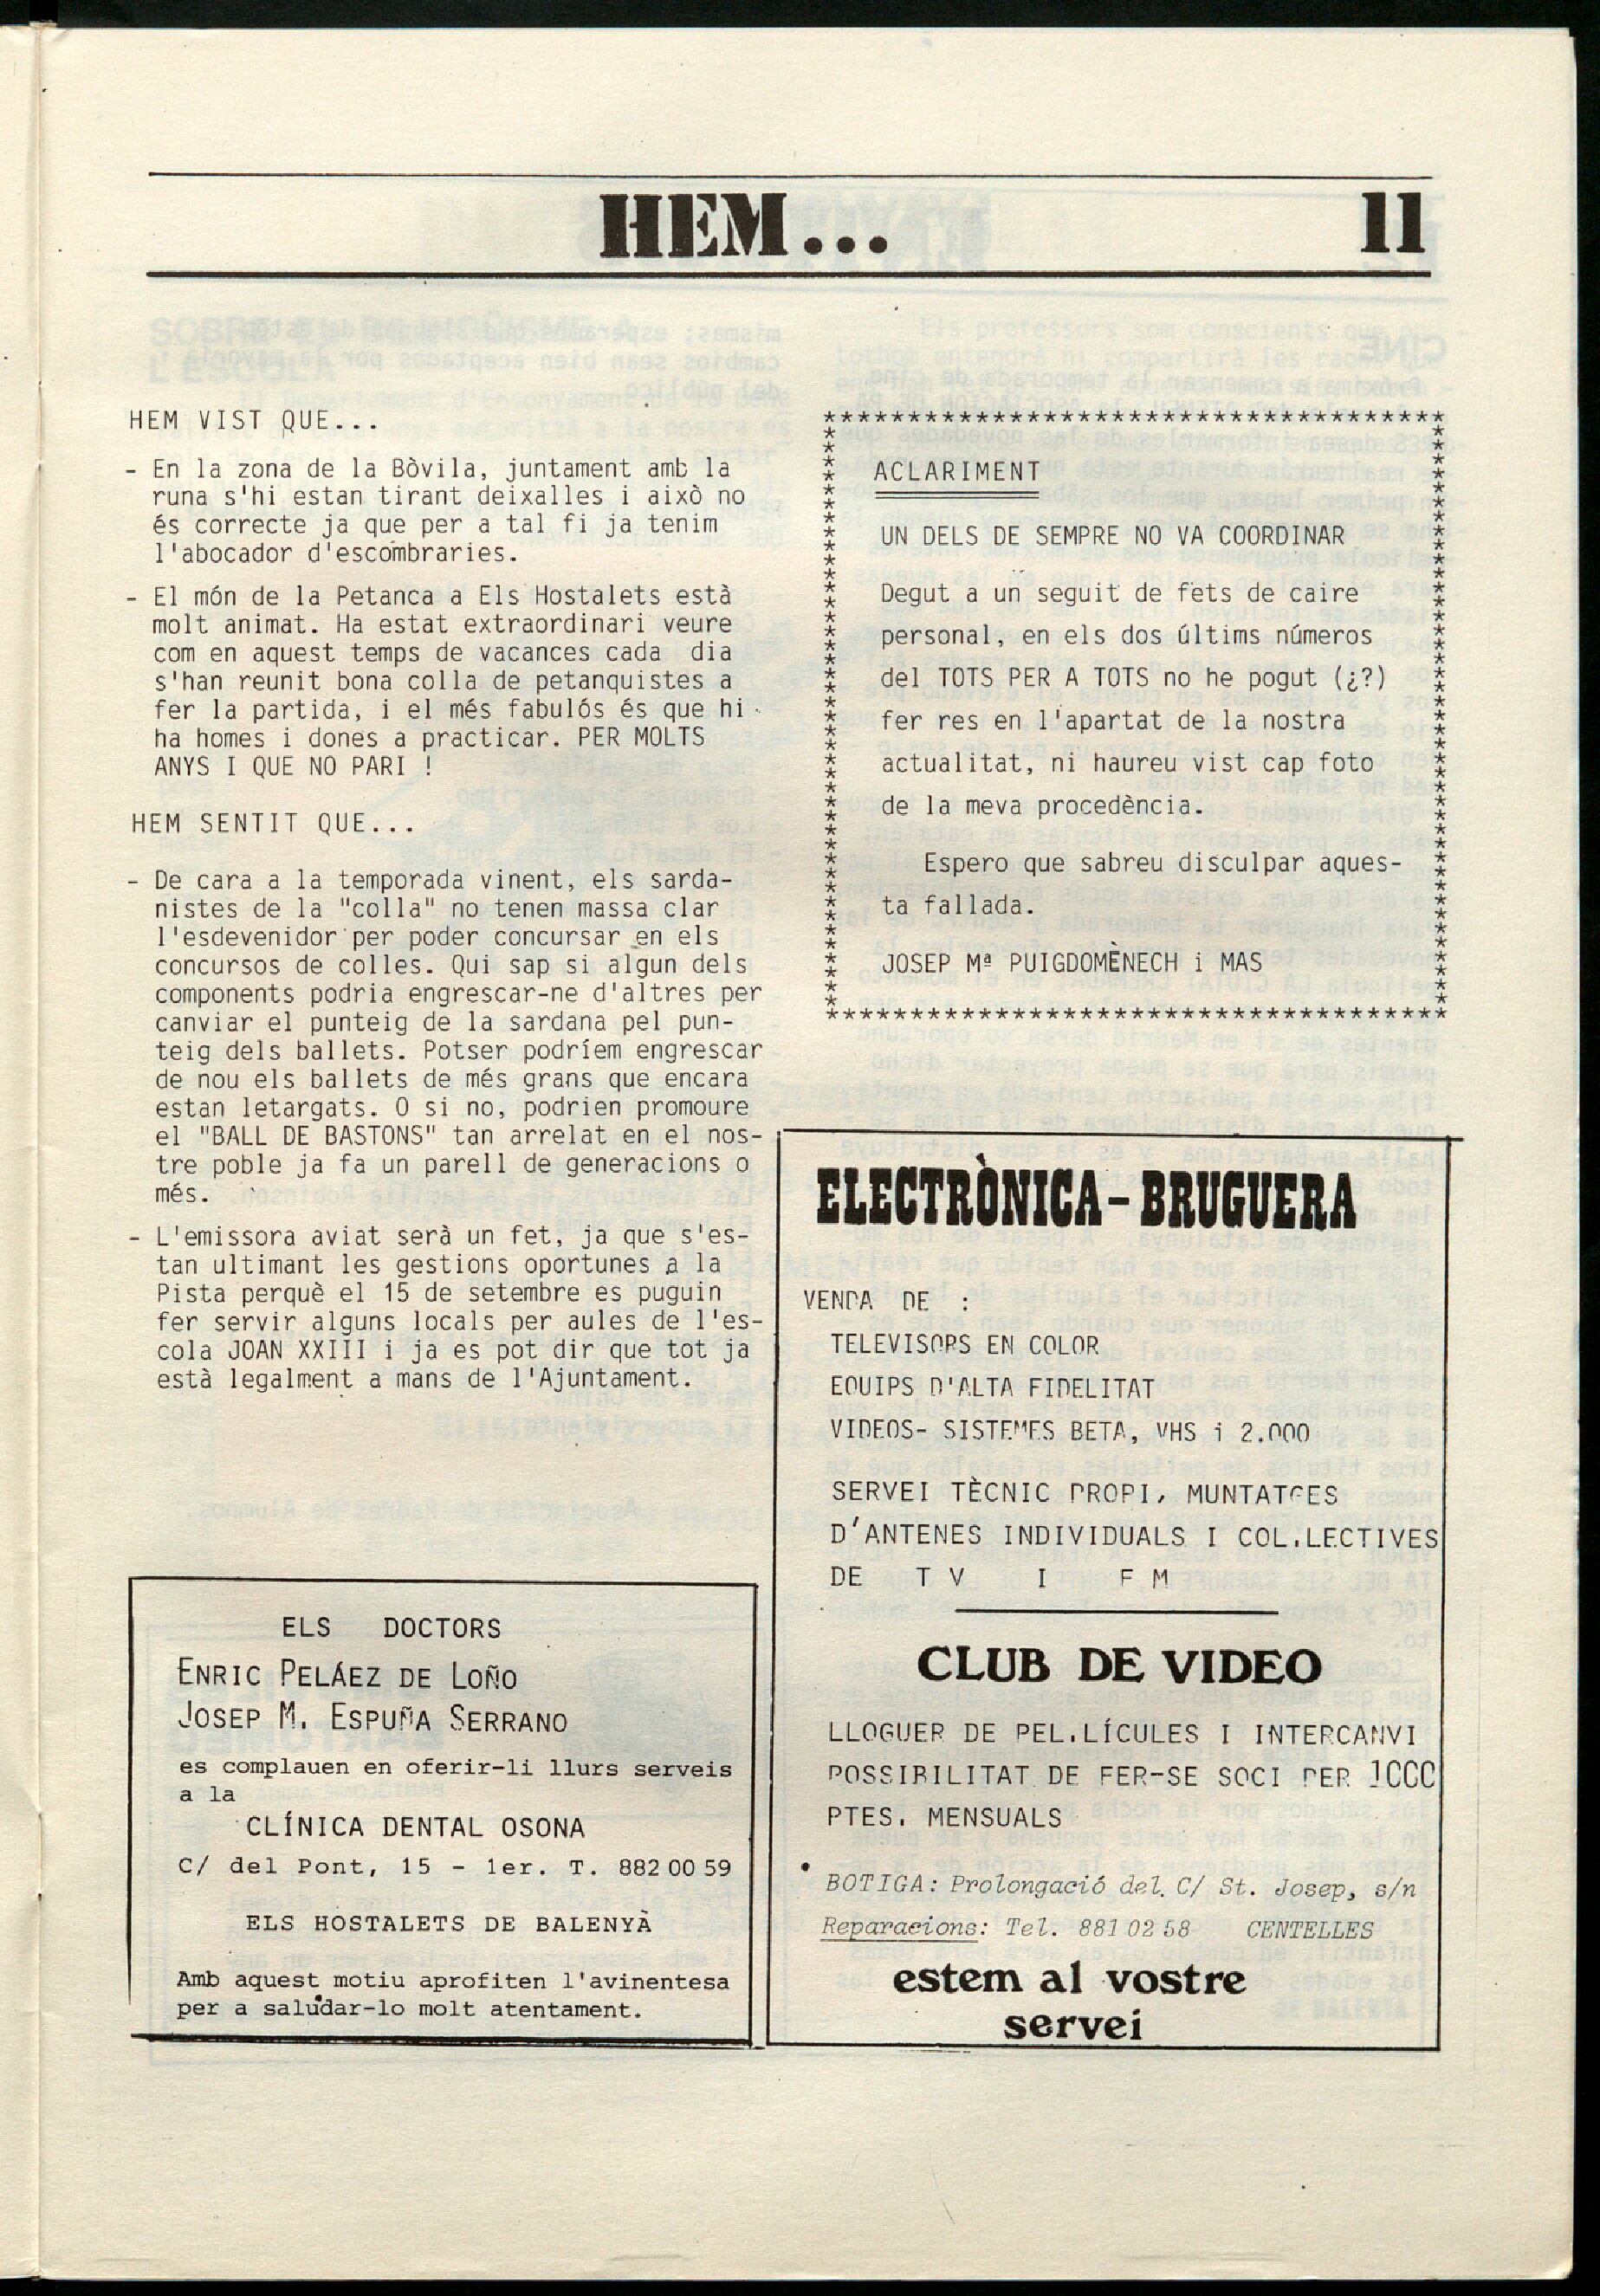 HEM... 11
HEM VIST QUE...
- En la zona de la Bòvila, juntament amb la
runa s'hi estan tirant deixalles i això no
és correcte ja que per a tal fi ja tenim
l'abocador d'escombraries.
- El món de la Petanca a Els Hostalets està
molt animat. Ha estat extraordinari veure
com en aquest temps de vacances cada dia
s'han reunit bona colla de petanquistes a
fer la partida, i el més fabulós és que hi
ha homes i dones a practicar. PER MOLTS
ANYS I QUE NO PARI !
HEM SENTIT QUE...
- De cara a la temporada vinent, els sarda-
nistes de la "colla" no tenen massa clar
l'esdevenidor per poder concursar en els
concursos de colles. Qui sap si algun dels
components podria engrescar-ne d'altres per
canviar el punteig de la sardana pel pun-
teig dels ballets. Potser podríem engrescar
de nou els ballets de més grans que encara
estan letargats. O si no, podrien promoure
el "BALL DE BASTONS" tan arrelat en el nos-
tre poble ja fa un parell de generacions o
més.
- L'emissora aviat serà un fet, ja que s'es-
tan ultimant les gestions oportunes a la
Pista perquè el 15 de setembre es puguin
fer servir alguns locals per aules de l'es-
cola JOAN XXIII i ja es pot dir que tot ja
està legalment a mans de l'Ajuntament.
ELS DOCTORS
ENRIC PELÁEZ DE LOÑO
JOSEP M. ESPUÑA SERRANO
es complauen en oferir-li llurs serveis
a la
CLÍNICA DENTAL OSONA
C/ del Pont, 15 - 1er. T. 882 00 59
ELS HOSTALETS DE BALENYÀ
Amb aquest motiu aprofiten l'avinentesa
per a saludar-lo molt atentament.
ACLARIMENT
UN DELS DE SEMPRE NO VA COORDINAR
Degut a un seguit de fets de caire
personal, en els dos últims números
del TOTS PER A TOTS no he pogut (¿?)
fer res en l'apartat de la nostra
actualitat, ni haureu vist cap foto
de la meva procedència.
Espero que sabreu disculpar aques-
ta fallada.
JOSEP Mª PUIGDOMÈNECH i MAS
ELECTRÒNICA-BRUGUERA
VENDA DE :
TELEVISORS EN COLOR
EQUIPS D'ALTA FIDELITAT
VIDEOS- SISTEMES BETA, VHS i 2.000
SERVEI TÈCNIC PROPI, MUNTATGES
D'ANTENES INDIVIDUALS I COL.LECTIVES
DE TV I FM
CLUB DE VIDEO
LLOGUER DE PEL.LÍCULES I INTERCANVI
POSSIBILITAT DE FER-SE SOCI PER 1000
PTES. MENSUALS
BOTIGA: Prolongació del C/ St. Josep, s/n
Reparacions: Tel. 881 02 58 CENTELLES
estem al vostre
servei